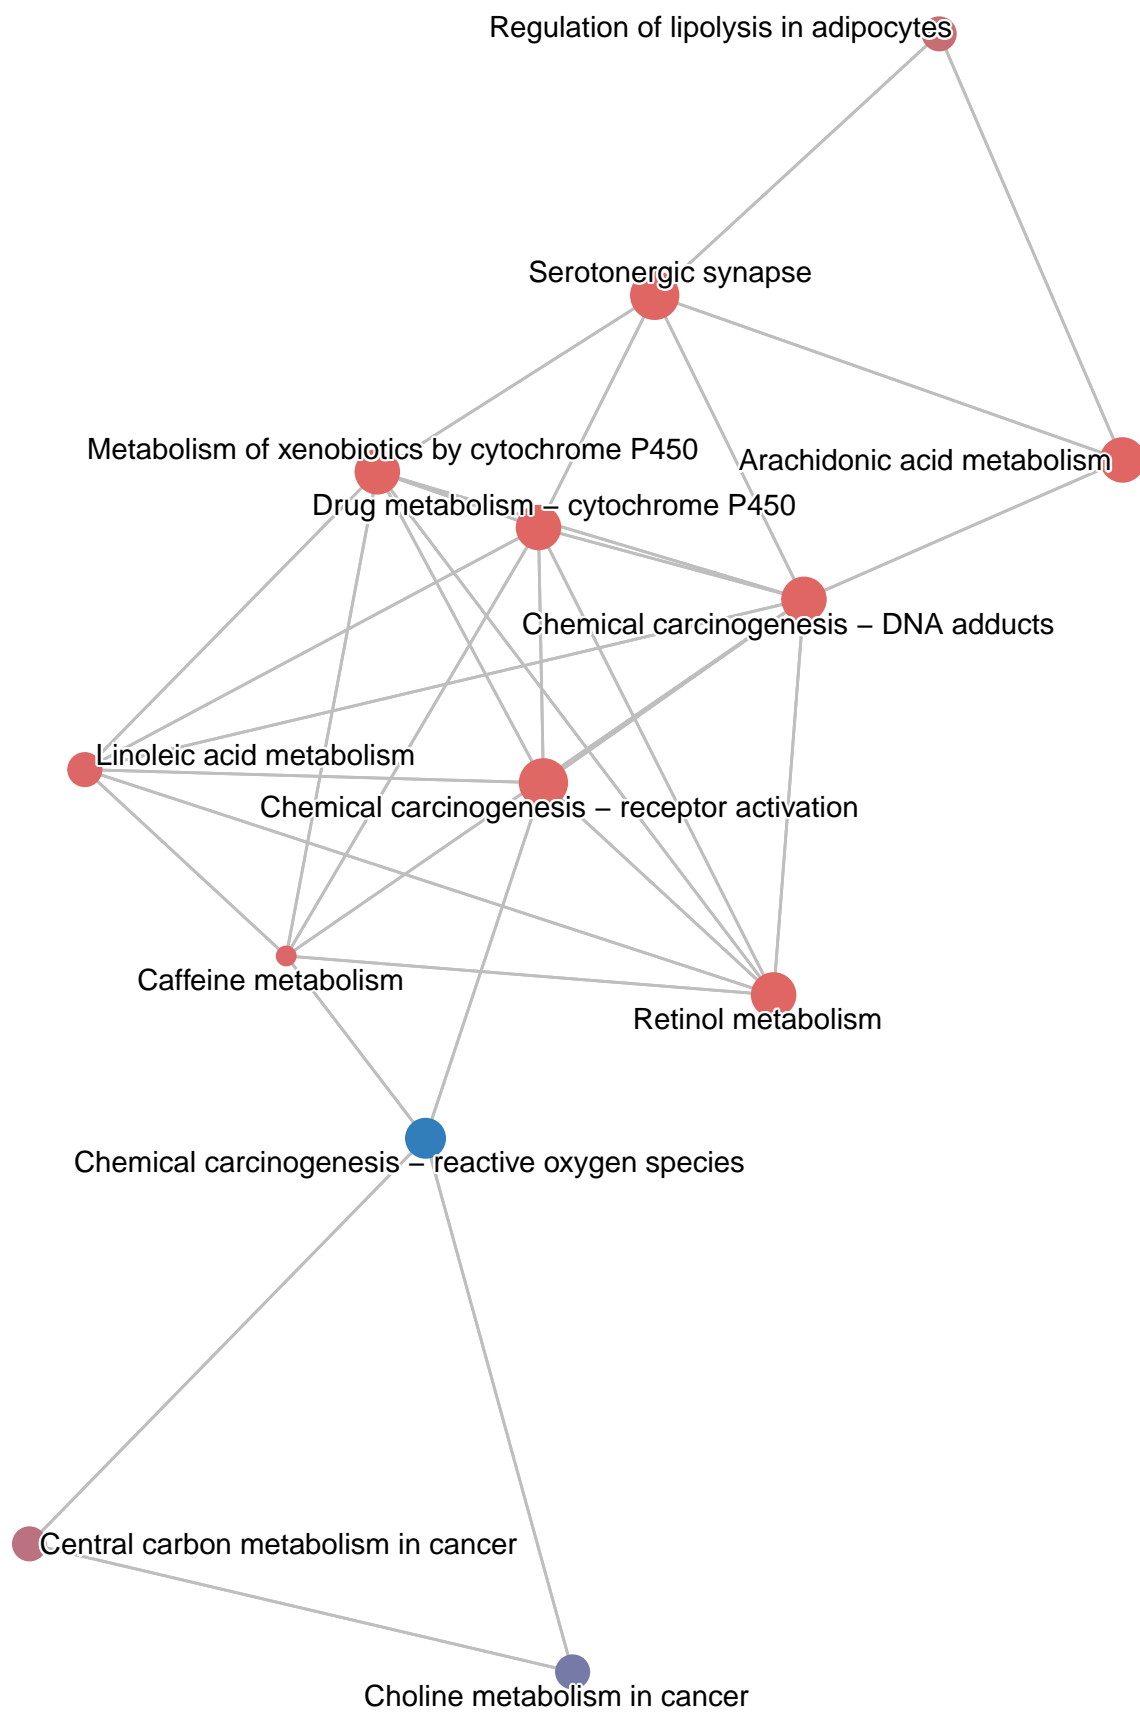 Regulation of lipolysis in adipocytes
Serotonergic synapse
Metabolism of xenobiotics by cytochrome P450
Arachidonic acid metabolism
Drug metabolism – cytochrome P450
Chemical carcinogenesis – DNA adducts
Linoleic acid metabolism
Chemical carcinogenesis – receptor activation
Caffeine metabolism
Retinol metabolism
Chemical carcinogenesis – reactive oxygen species
Central carbon metabolism in cancer
Choline metabolism in cancer